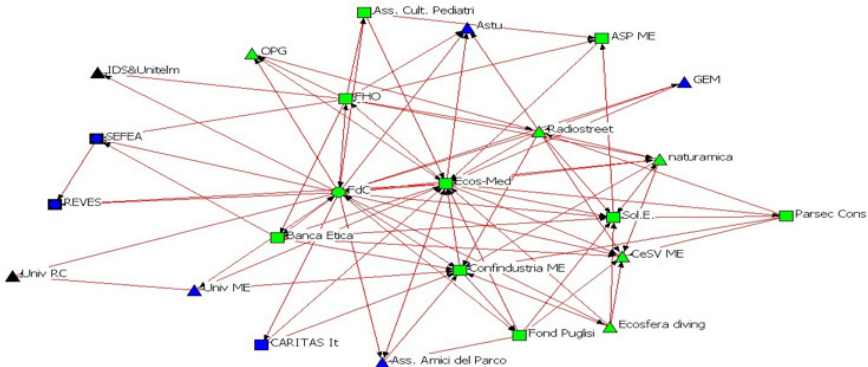 Ass. Cult. Pediatri
Astu
ASP ME
OPG
IDS&Unitelm
GEM
FHO
Radiostreet
SEFEA
naturamica
Ecos-Med
FdC
REVES
Sol.E.
Parsec Cons
Banca Etica
CeSV ME
Univ RC
Confindustria ME
Univ ME
Ecosfera diving
Fond Puglisi
CARITAS It
Ass. Amici del Parco